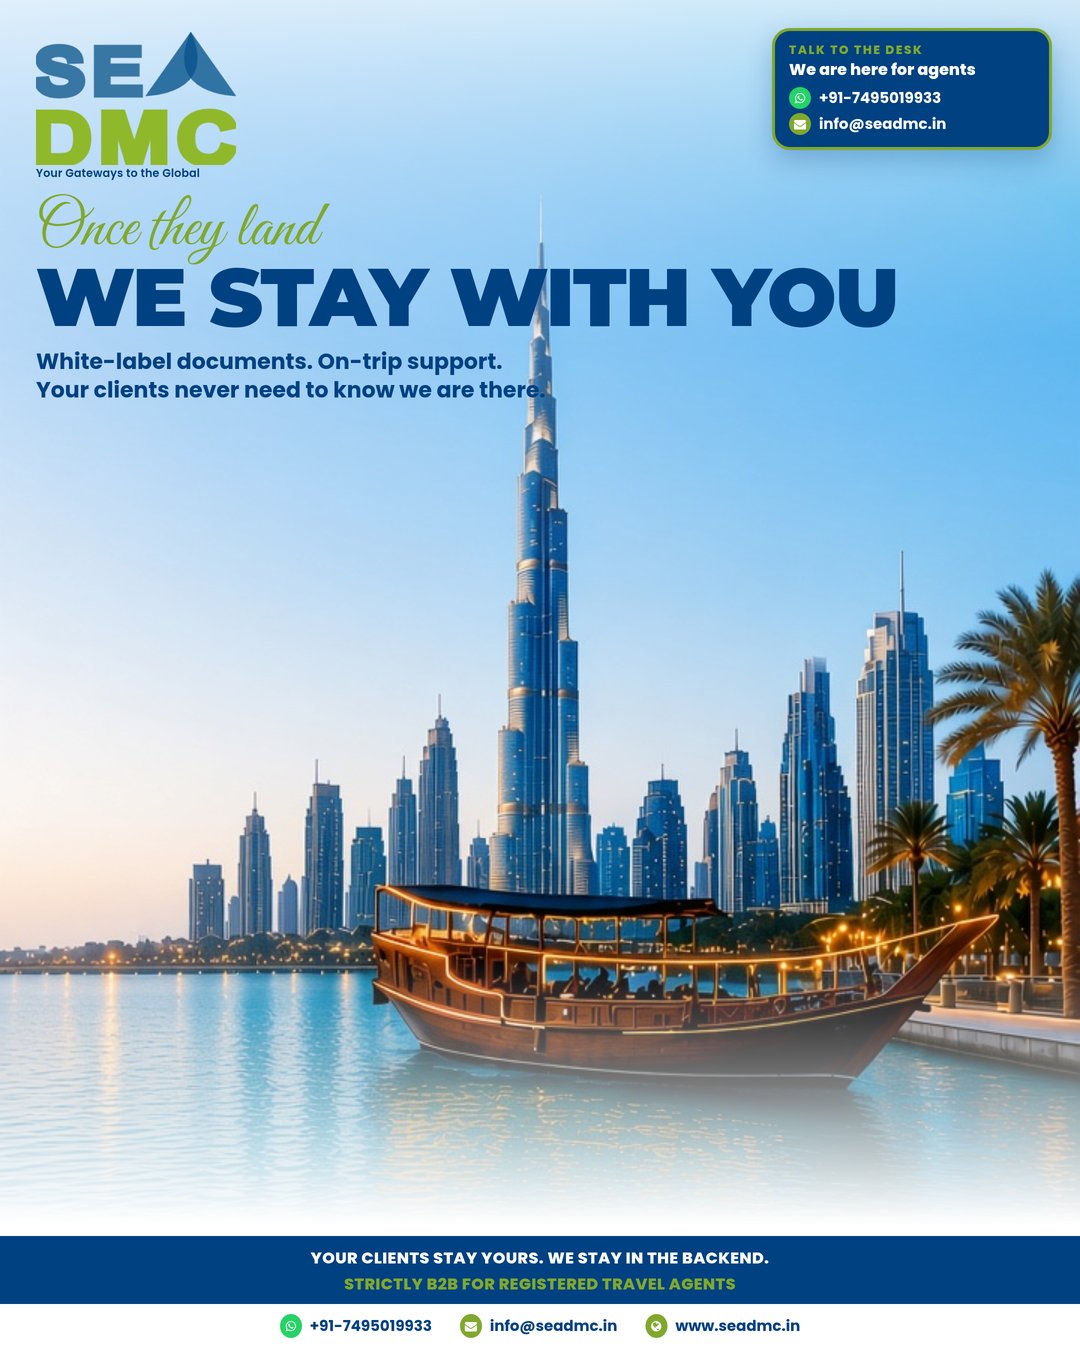 SEA
DMC
Your Gateways to the Global
TALK TO THE DESK
We are here for agents
+91-7495019933
info@seadmc.in
Once they land
WE STAY WITH YOU
White-label documents. On-trip support.
Your clients never need to know we are there.
YOUR CLIENTS STAY YOURS. WE STAY IN THE BACKEND.
STRICTLY B2B FOR REGISTERED TRAVEL AGENTS
+91-7495019933 info@seadmc.in www.seadmc.in